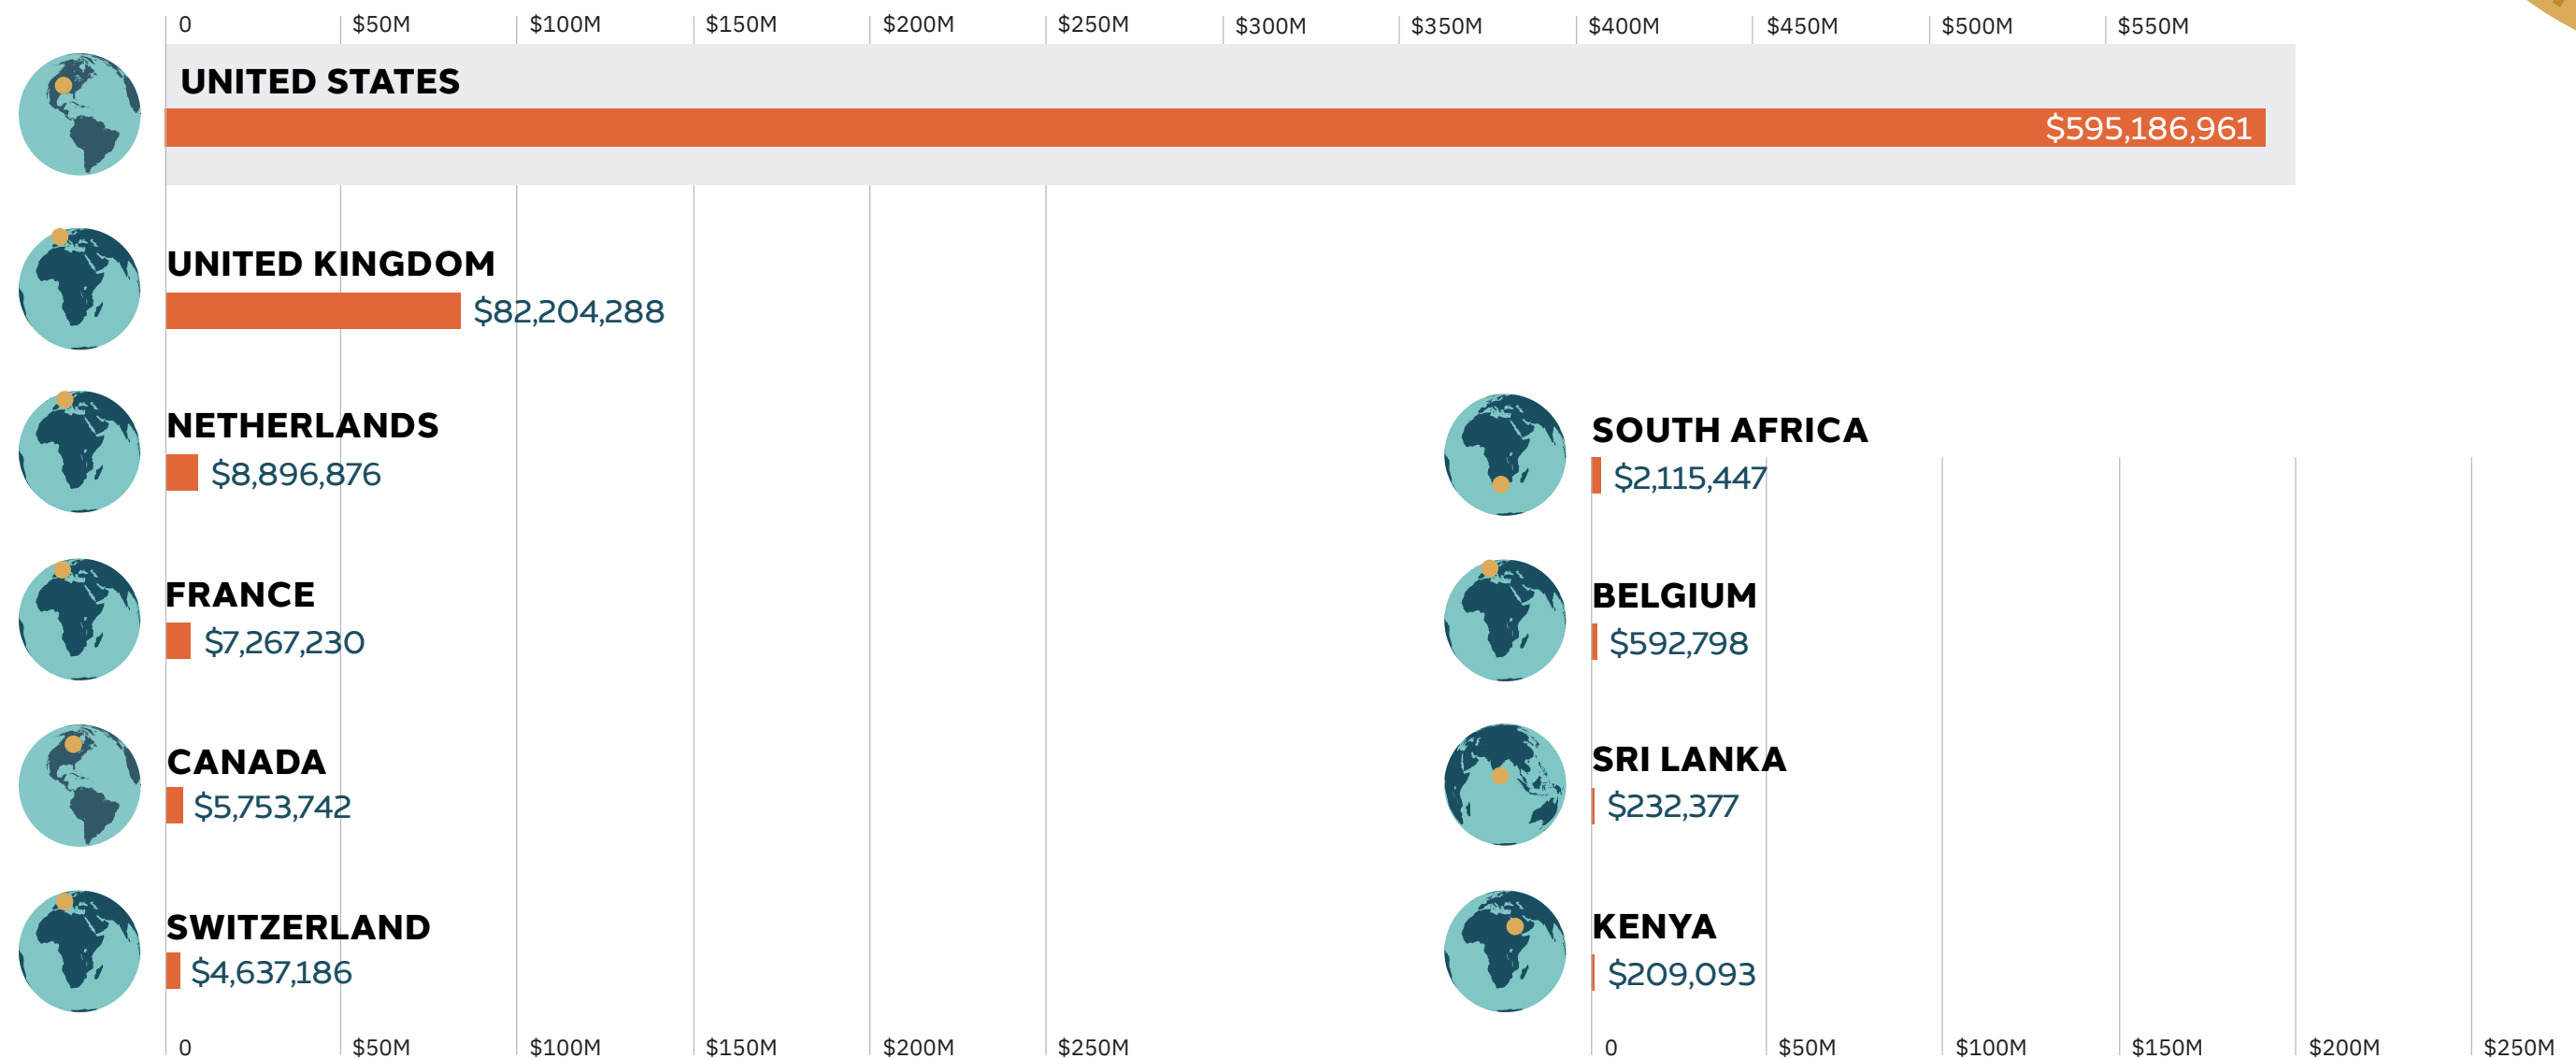 0 $50M $100M $150M $200M $250M $300M $350M $400M $450M $500M $550M
UNITED STATES
$595,186,961
UNITED KINGDOM
$82,204,288
NETHERLANDS
$8,896,876
FRANCE
$7,267,230
CANADA
$5,753,742
SWITZERLAND
$4,637,186
0 $50M $100M $150M $200M $250M
SOUTH AFRICA
$2,115,447
BELGIUM
$592,798
SRI LANKA
$232,377
KENYA
$209,093
0 $50M $100M $150M $200M $250M